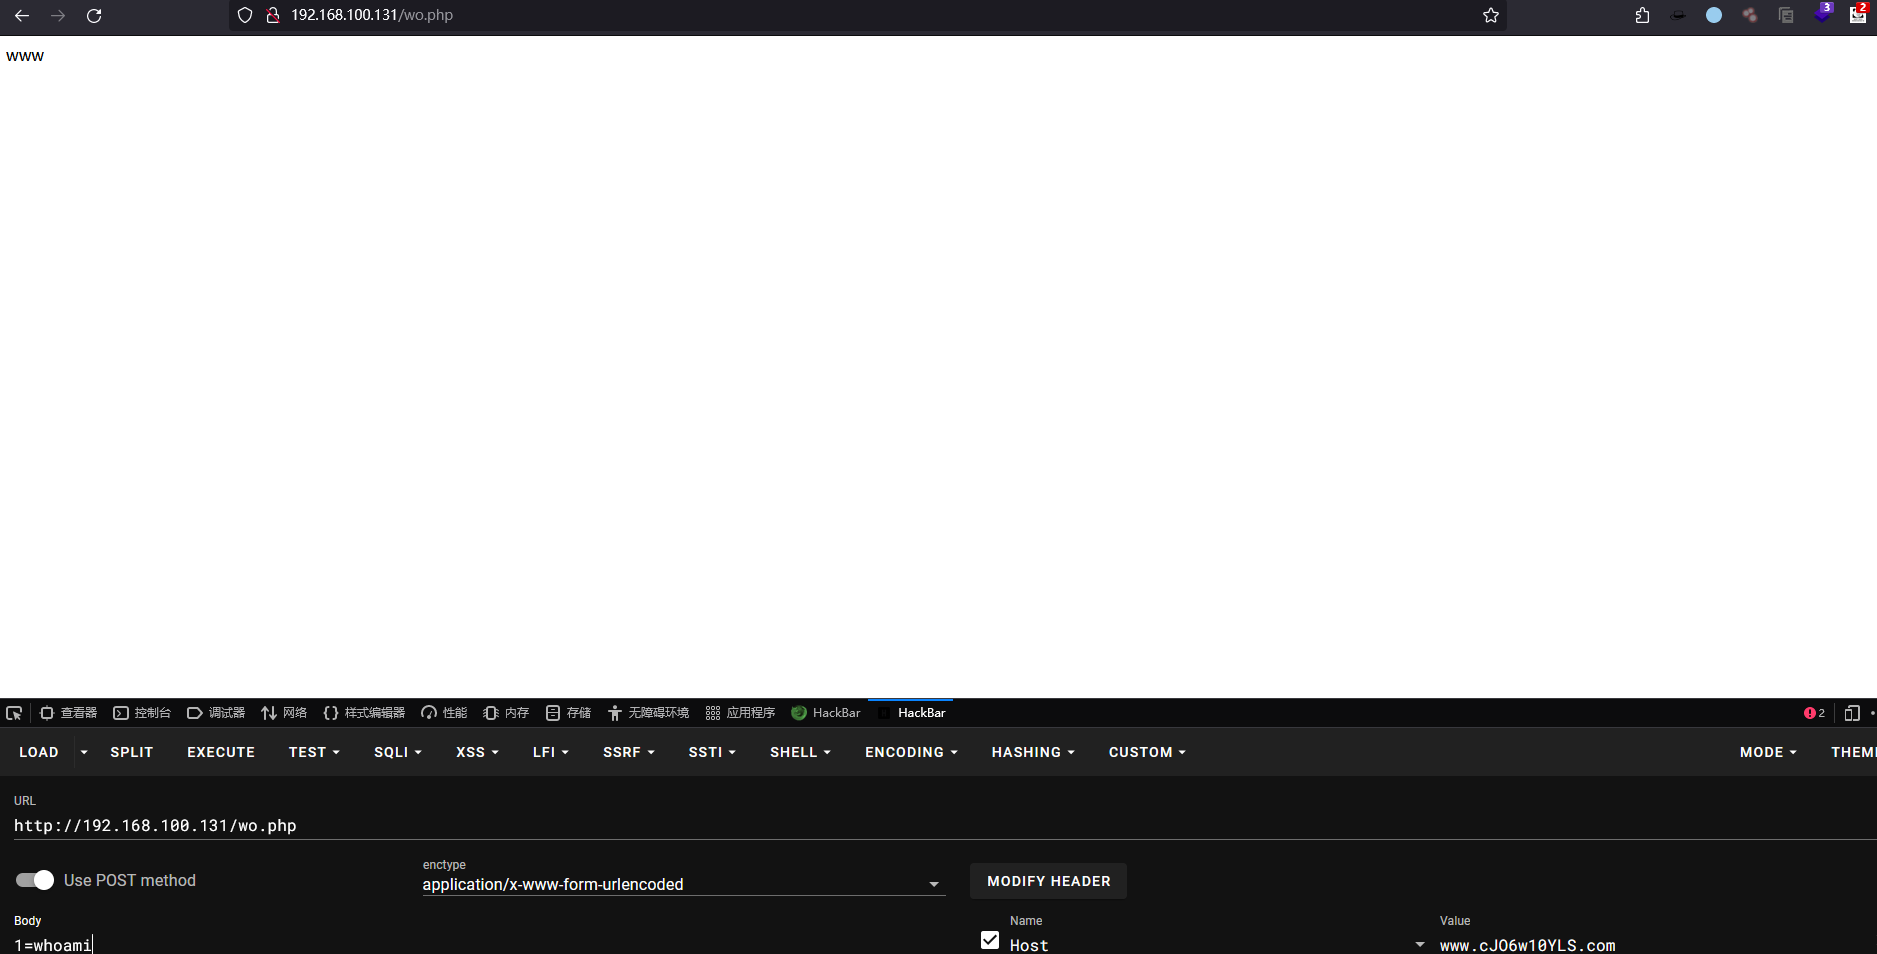 192.168.100.131/wo.php
3
2
www
查看器 控制台 调试器 网络 {} 样式编辑器 性能 内存 存储 无障碍环境 应用程序 HackBar HackBar 2
LOAD SPLIT EXECUTE TEST SQLI XSS LFI SSRF SSTI SHELL ENCODING HASHING CUSTOM MODE THEM
URL
http://192.168.100.131/wo.php
Use POST method
enctype
application/x-www-form-urlencoded
MODIFY HEADER
Body
1=whoami
Name
Host
Value
www.cJO6w10YLS.com